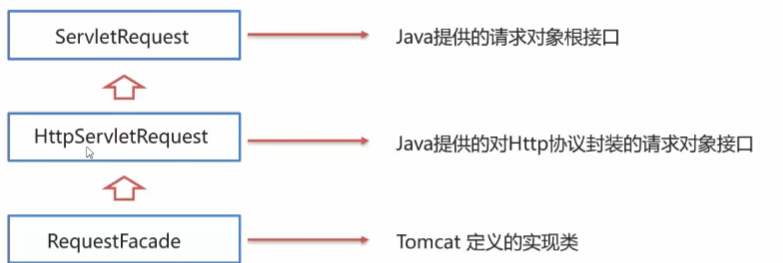 ServletRequest
Java提供的请求对象根接口
HttpServletRequest
Java提供的对Http协议封装的请求对象接口
RequestFacade
Tomcat 定义的实现类